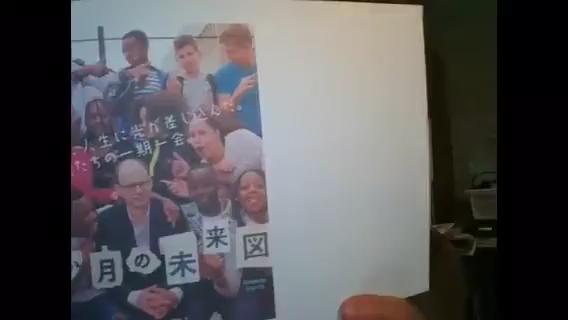 人生に光が差し込んだ。
たちの一期一会
月の未来図